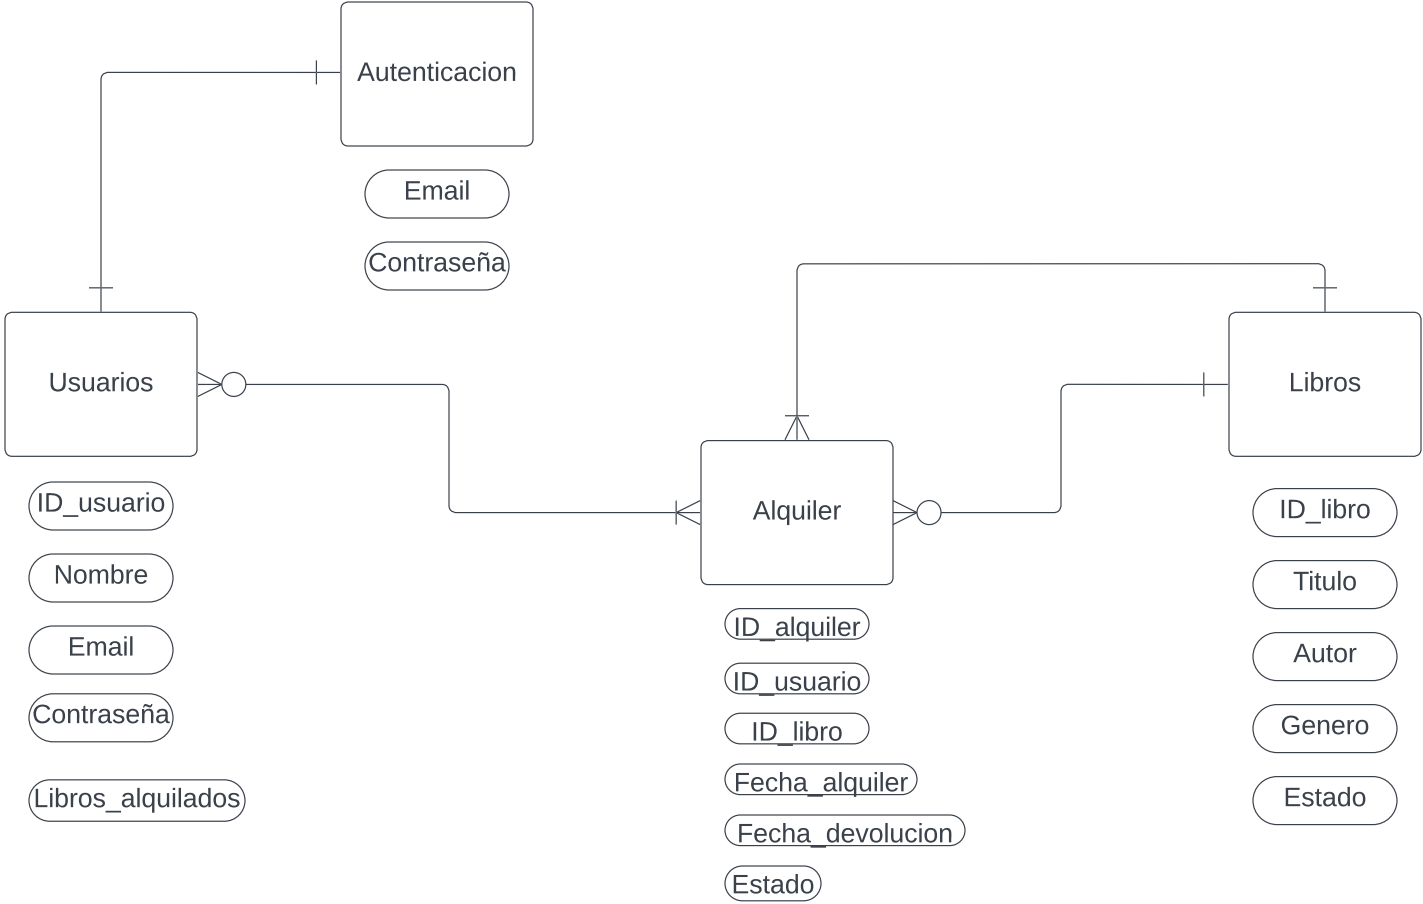 Autenticacion
Email
Contraseña
Usuarios
ID_usuario
Nombre
Email
Contraseña
Libros_alquilados
Alquiler
ID_alquiler
ID_usuario
ID_libro
Fecha_alquiler
Fecha_devolucion
Estado
Libros
ID_libro
Titulo
Autor
Genero
Estado